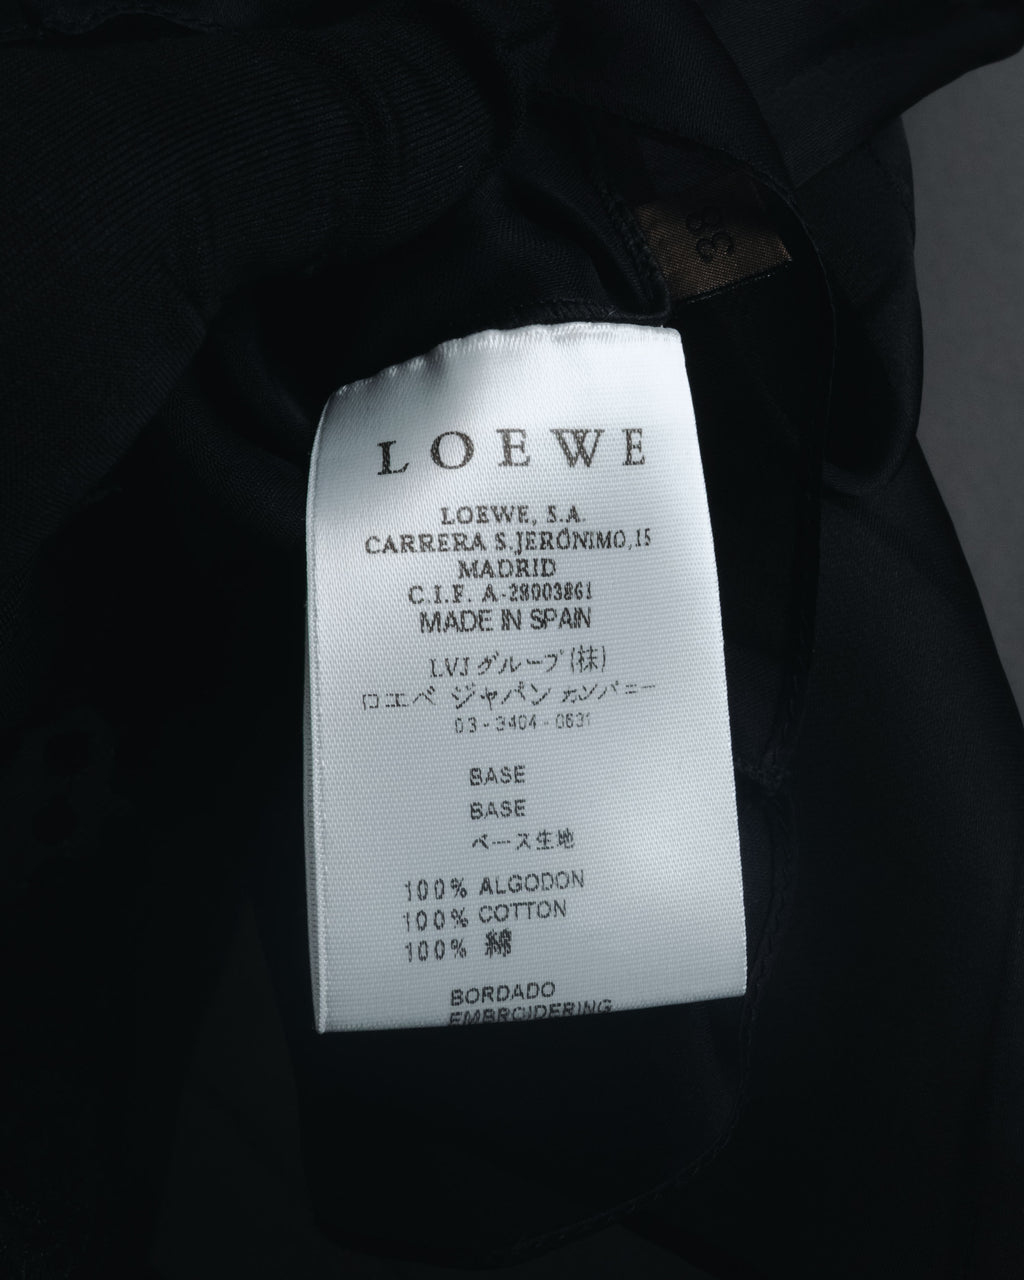 38
LOEWE
LOEWE, S.A.
CARRERA S.JERÓNIMO,15
MADRID
C.I.F. A-28003861
MADE IN SPAIN
LVJ グループ(株)
ロエベ ジャパン カンパニー
03-3404-0631
BASE
BASE
ベース生地
100% ALGODON
100% COTTON
100% 綿
BORDADO
EMBROIDERING